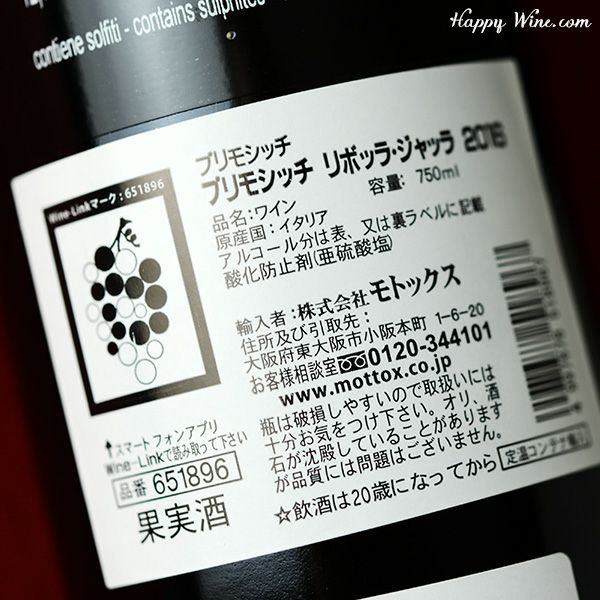 Happy Wine.com
contiene solfiti - contains sulphites
プリモシッチ
プリモシッチ リボッラ・ジャッラ 2016
容量: 750ml
品名:ワイン
原産国:イタリア
アルコール分は表、又は裏ラベルに記載
酸化防止剤(亜硫酸塩)
輸入者:株式会社 モトックス
住所及び引取先:
大阪府東大阪市小阪本町 1-6-20
お客様相談室 0120-344101
www.mottox.co.jp
瓶は破損しやすいので取扱いには
十分お気をつけ下さい。オリ、酒
石が沈殿していることがあります
が品質には問題はございません。
☆飲酒は20歳になってから
定温コンテナ輸入
Wine-Linkマーク:651896
↑スマートフォンアプリ
Wine-Linkで読み取って下さい
品番 651896
果実酒